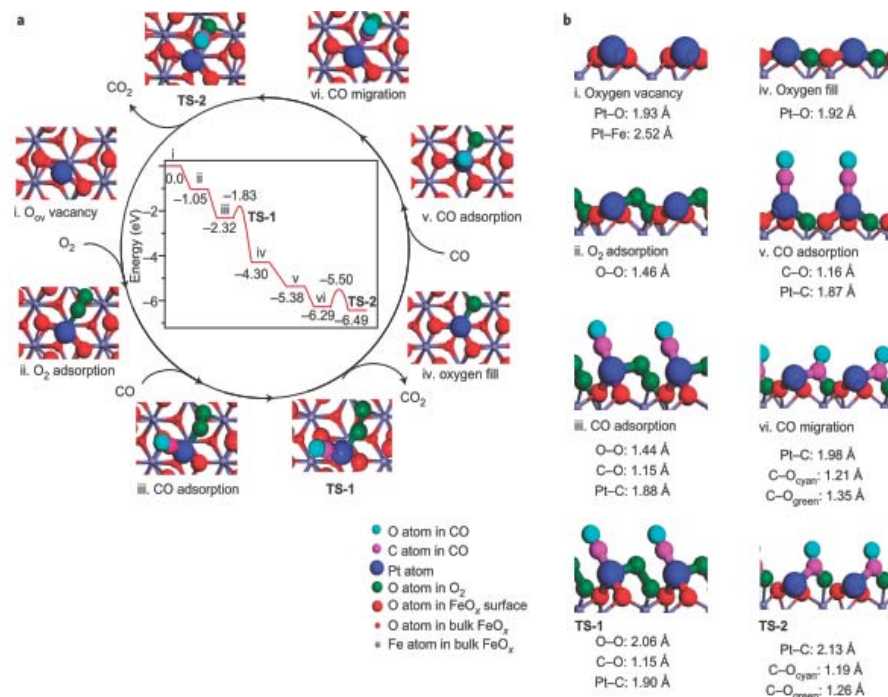 a
TS-2
CO2
vi. CO migration
i. Oov vacancy
v. CO adsorption
O2
CO
ii. O2 adsorption
iv. oxygen fill
CO
CO2
iii. CO adsorption
TS-1
Energy (eV)
−2
−4
−6
i
0.0
ii
−1.05
iii
−2.32
−1.83
TS-1
iv
−4.30
v
−5.38
vi
−6.29
−5.50
TS-2
−6.49
O atom in CO
C atom in CO
Pt atom
O atom in O2
O atom in FeOx surface
O atom in bulk FeOx
Fe atom in bulk FeOx
b
i. Oxygen vacancy
Pt–O: 1.93 Å
Pt–Fe: 2.52 Å
iv. Oxygen fill
Pt–O: 1.92 Å
ii. O2 adsorption
O–O: 1.46 Å
v. CO adsorption
C–O: 1.16 Å
Pt–C: 1.87 Å
iii. CO adsorption
O–O: 1.44 Å
C–O: 1.15 Å
Pt–C: 1.88 Å
vi. CO migration
Pt–C: 1.98 Å
C–Ocyan: 1.21 Å
C–Ogreen: 1.35 Å
TS-1
O–O: 2.06 Å
C–O: 1.15 Å
Pt–C: 1.90 Å
TS-2
Pt–C: 2.13 Å
C–Ocyan: 1.19 Å
C–Ogreen: 1.26 Å